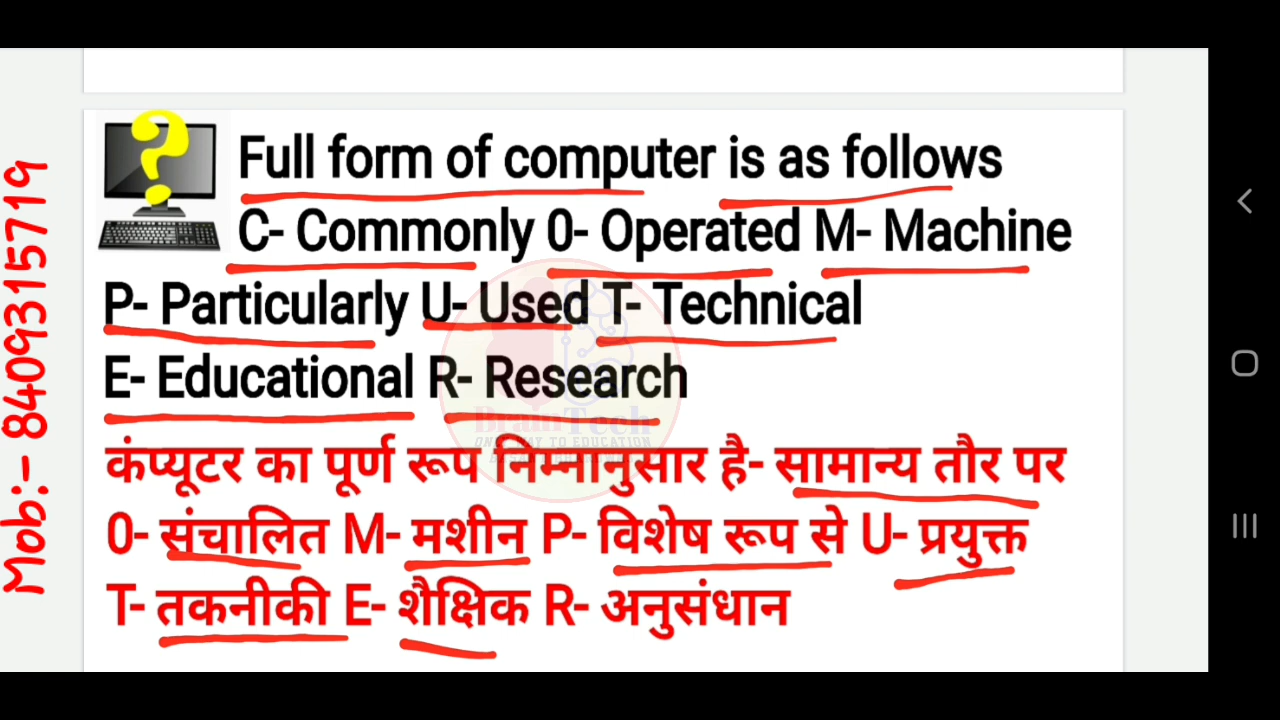 Mob:- 8409315719
Full form of computer is as follows
C- Commonly 0- Operated M- Machine
P- Particularly U- Used T- Technical
E- Educational R- Research
BrainTech
कंप्यूटर का पूर्ण रूप निम्नानुसार है- सामान्य तौर पर
0- संचालित M- मशीन P- विशेष रूप से U- प्रयुक्त
T- तकनीकी E- शैक्षिक R- अनुसंधान